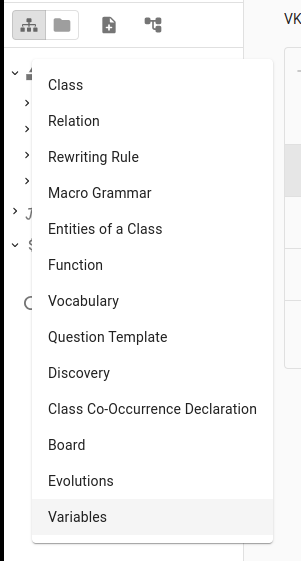 VK
Class
Relation
Rewriting Rule
Macro Grammar
Entities of a Class
Function
Vocabulary
Question Template
Discovery
Class Co-Occurrence Declaration
Board
Evolutions
Variables